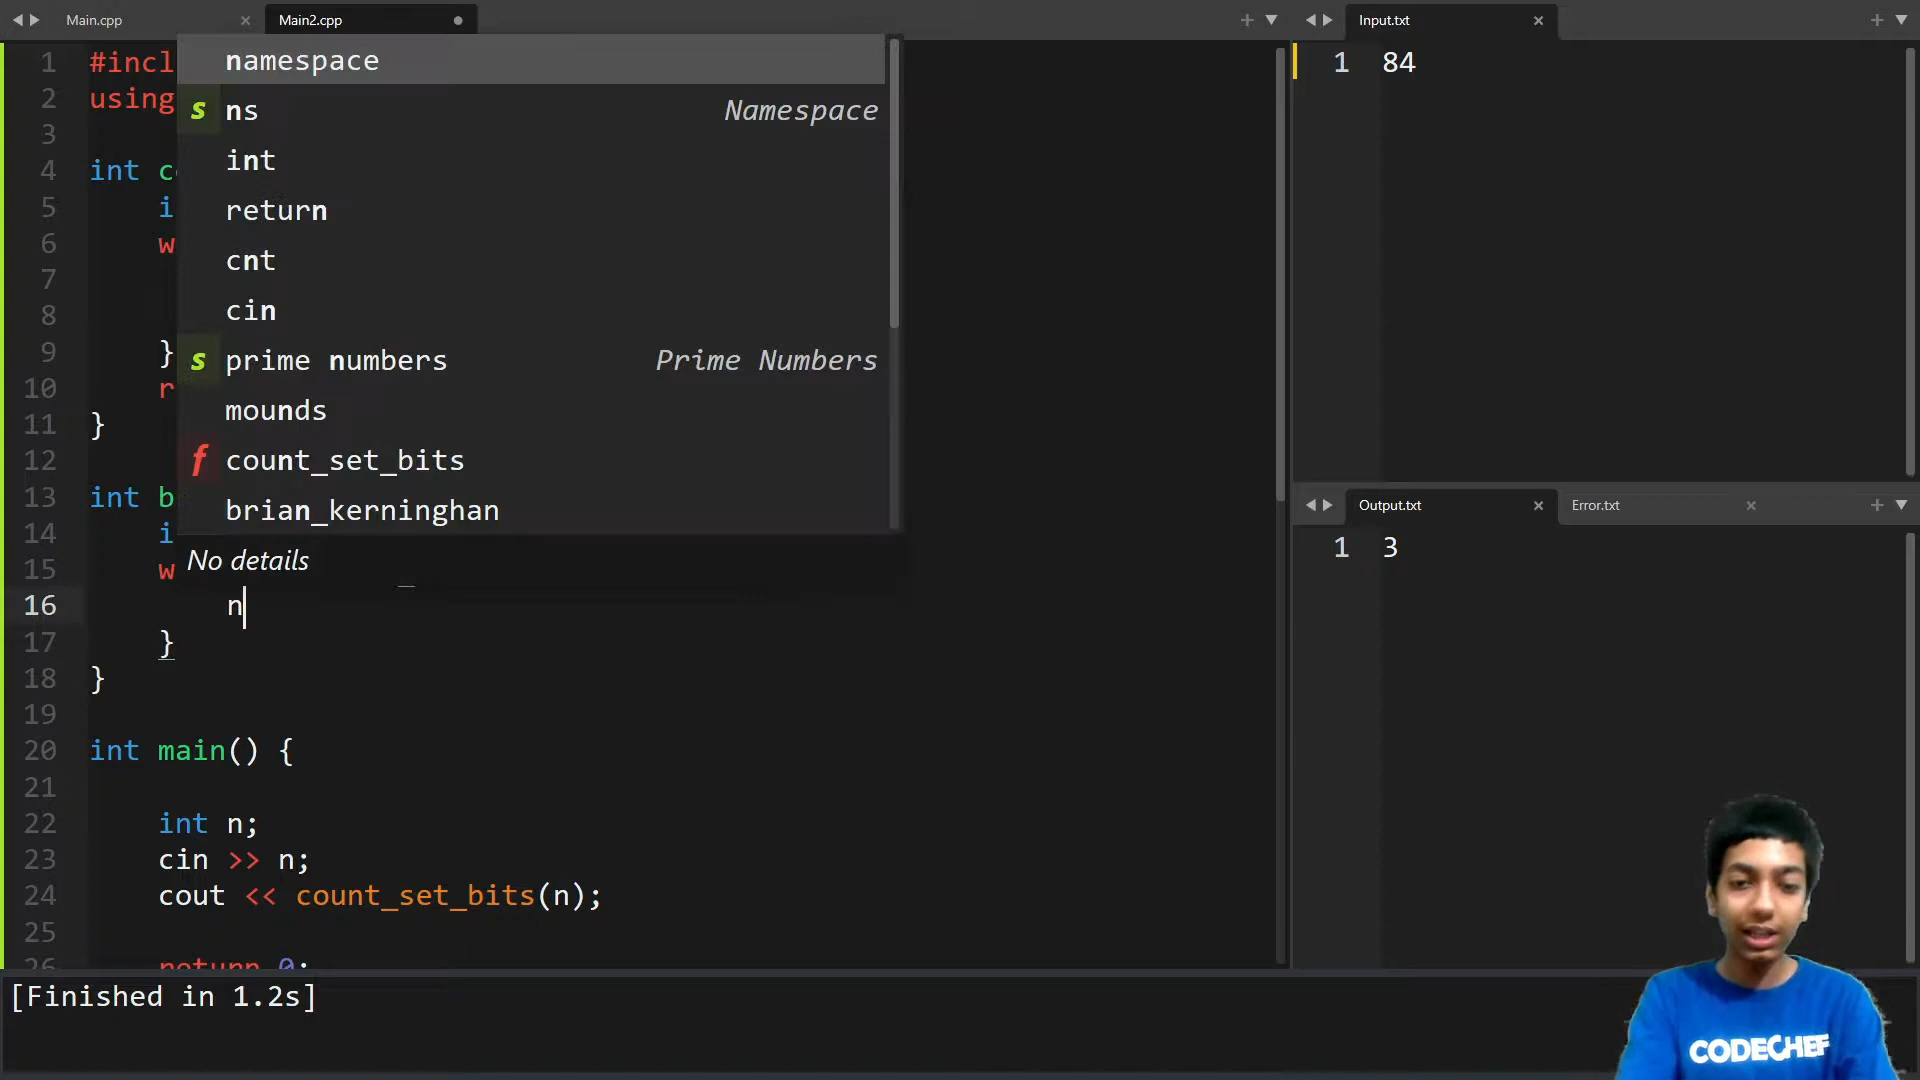 Main.cpp
Main2.cpp
1 #incl
2 using
3
4 int c
5 i
6 w
7
8
9 }
10 r
11 }
12
13 int b
14 i
15 w
16 n
17 }
18 }
19
20 int main() {
21
22 int n;
23 cin >> n;
24 cout << count_set_bits(n);
25
26 return 0;
namespace
s ns Namespace
int
return
cnt
cin
s prime numbers Prime Numbers
mounds
f count_set_bits
brian_kerninghan
No details
[Finished in 1.2s]
Input.txt
1 84
Output.txt
Error.txt
1 3
CODECHEF